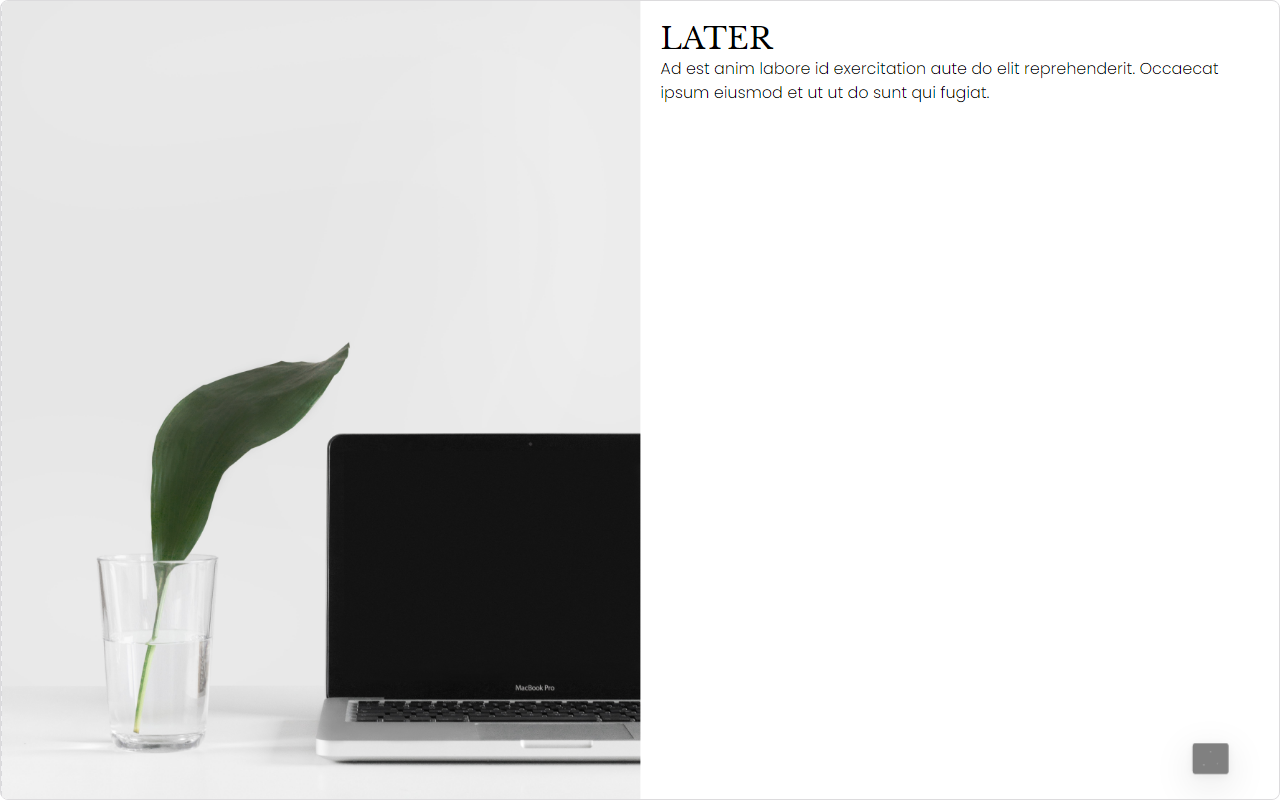 LATER
Ad est anim labore id exercitation aute do elit reprehenderit. Occaecat
ipsum eiusmod et ut ut do sunt qui fugiat.
MacBook Pro